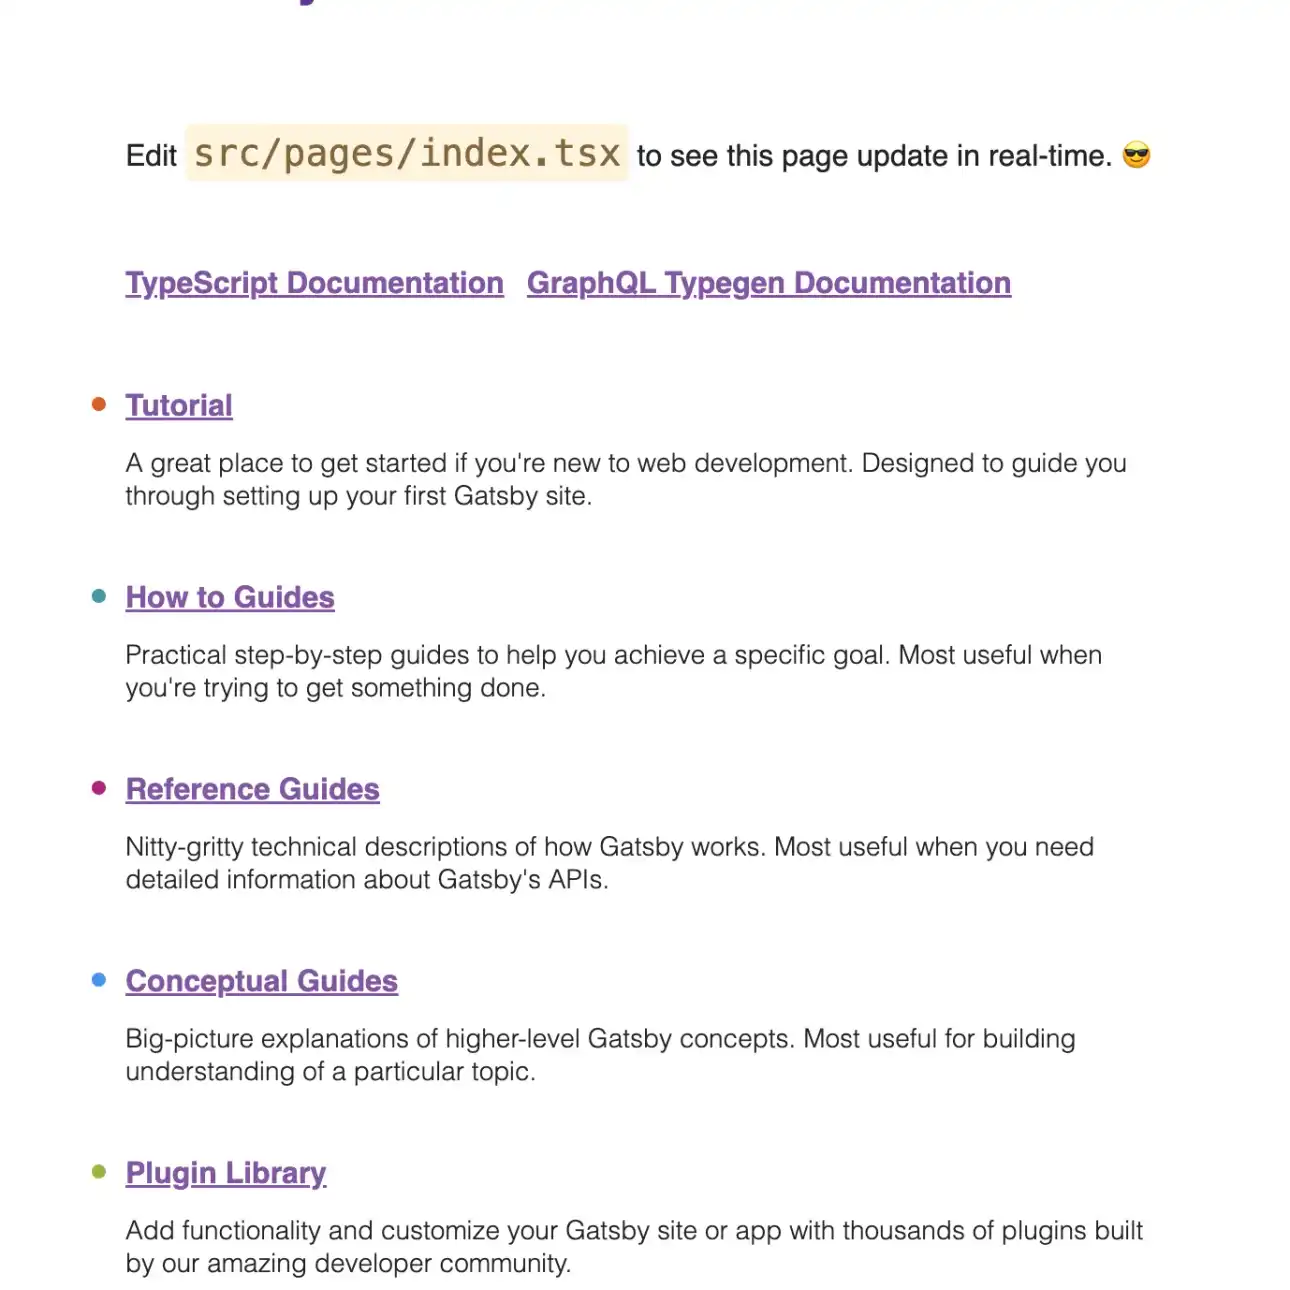 Edit src/pages/index.tsx to see this page update in real-time. 😎
TypeScript Documentation GraphQL Typegen Documentation
Tutorial
A great place to get started if you're new to web development. Designed to guide you
through setting up your first Gatsby site.
How to Guides
Practical step-by-step guides to help you achieve a specific goal. Most useful when
you're trying to get something done.
Reference Guides
Nitty-gritty technical descriptions of how Gatsby works. Most useful when you need
detailed information about Gatsby's APIs.
Conceptual Guides
Big-picture explanations of higher-level Gatsby concepts. Most useful for building
understanding of a particular topic.
Plugin Library
Add functionality and customize your Gatsby site or app with thousands of plugins built
by our amazing developer community.